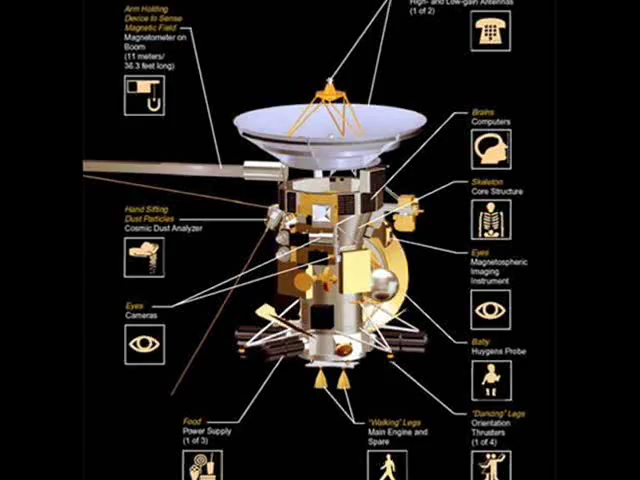 Arm Holding
Device to Sense
Magnetic Field
Magnetometer on
Boom
(11 meters/
36.3 feet long)
High- and Low-gain Antennas
(1 of 2)
Brains
Computers
Skeleton
Core Structure
Hand Sifting
Dust Particles
Cosmic Dust Analyzer
Eyes
Magnetospheric
Imaging
Instrument
Eyes
Cameras
Baby
Huygens Probe
Food
Power Supply
(1 of 3)
"Walking" Legs
Main Engine and
Spare
"Dancing" Legs
Orientation
Thrusters
(1 of 4)